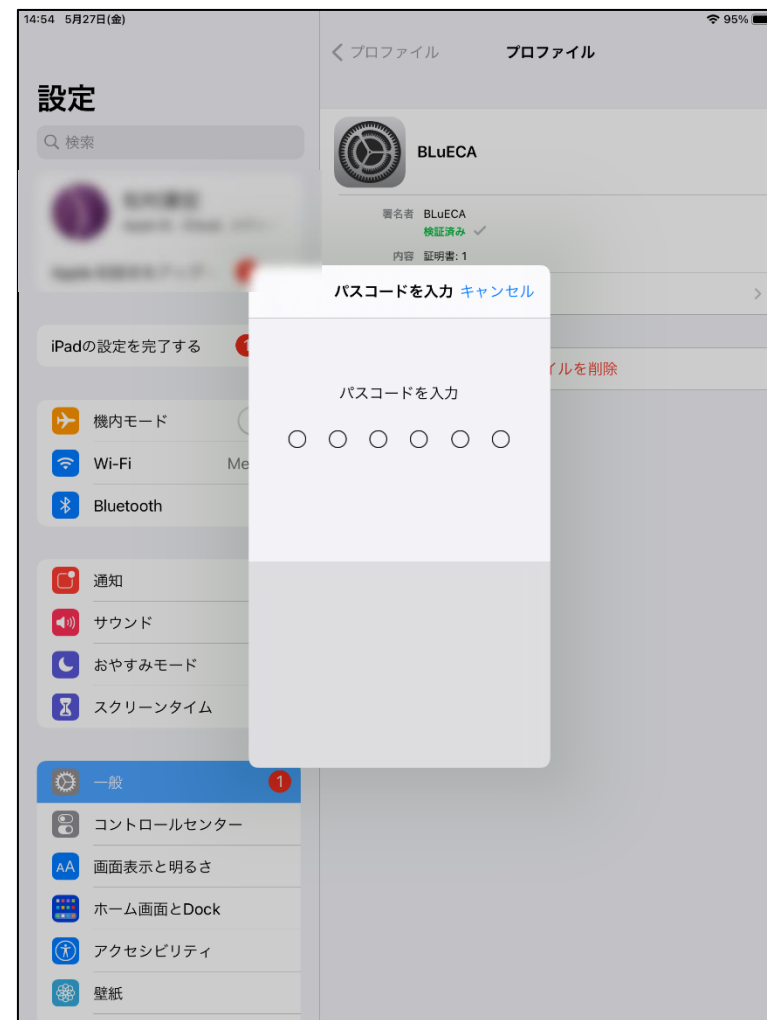 14:54 5月27日(金)
95%
プロファイル
プロファイル
設定
検索
BLuECA
署名者 BLuECA
検証済み
内容 証明書: 1
パスコードを入力 キャンセル
iPadの設定を完了する
イルを削除
パスコードを入力
機内モード
Wi-Fi Me
Bluetooth
通知
サウンド
おやすみモード
スクリーンタイム
一般 1
コントロールセンター
AA 画面表示と明るさ
ホーム画面とDock
アクセシビリティ
壁紙